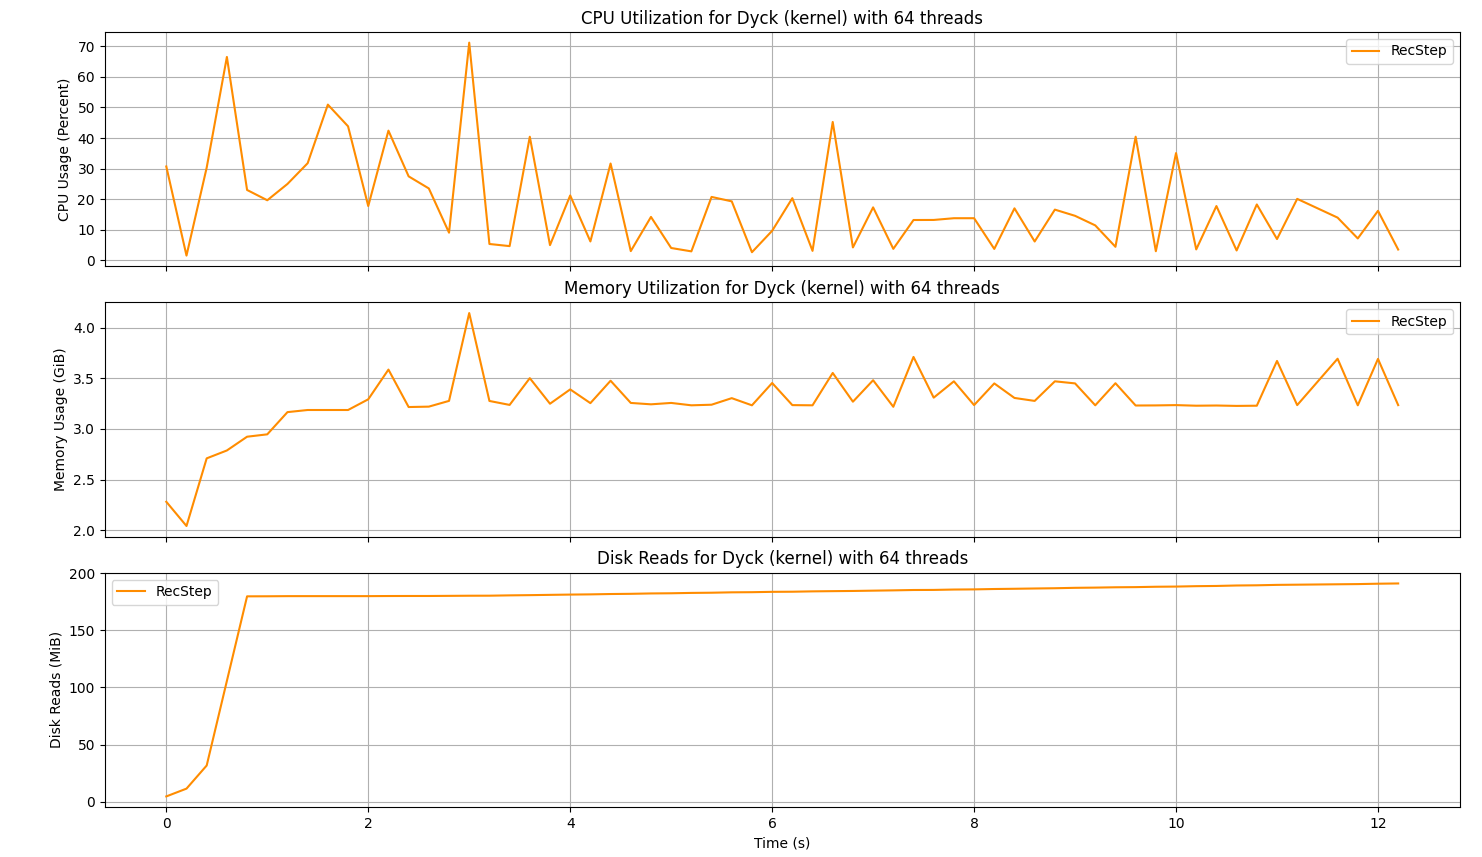 CPU Utilization for Dyck (kernel) with 64 threads
CPU Usage (Percent)
70
60
50
40
30
20
10
0
RecStep
Memory Utilization for Dyck (kernel) with 64 threads
Memory Usage (GiB)
4.0
3.5
3.0
2.5
2.0
RecStep
Disk Reads for Dyck (kernel) with 64 threads
Disk Reads (MiB)
200
150
100
50
0
RecStep
0 2 4 6 8 10 12
Time (s)